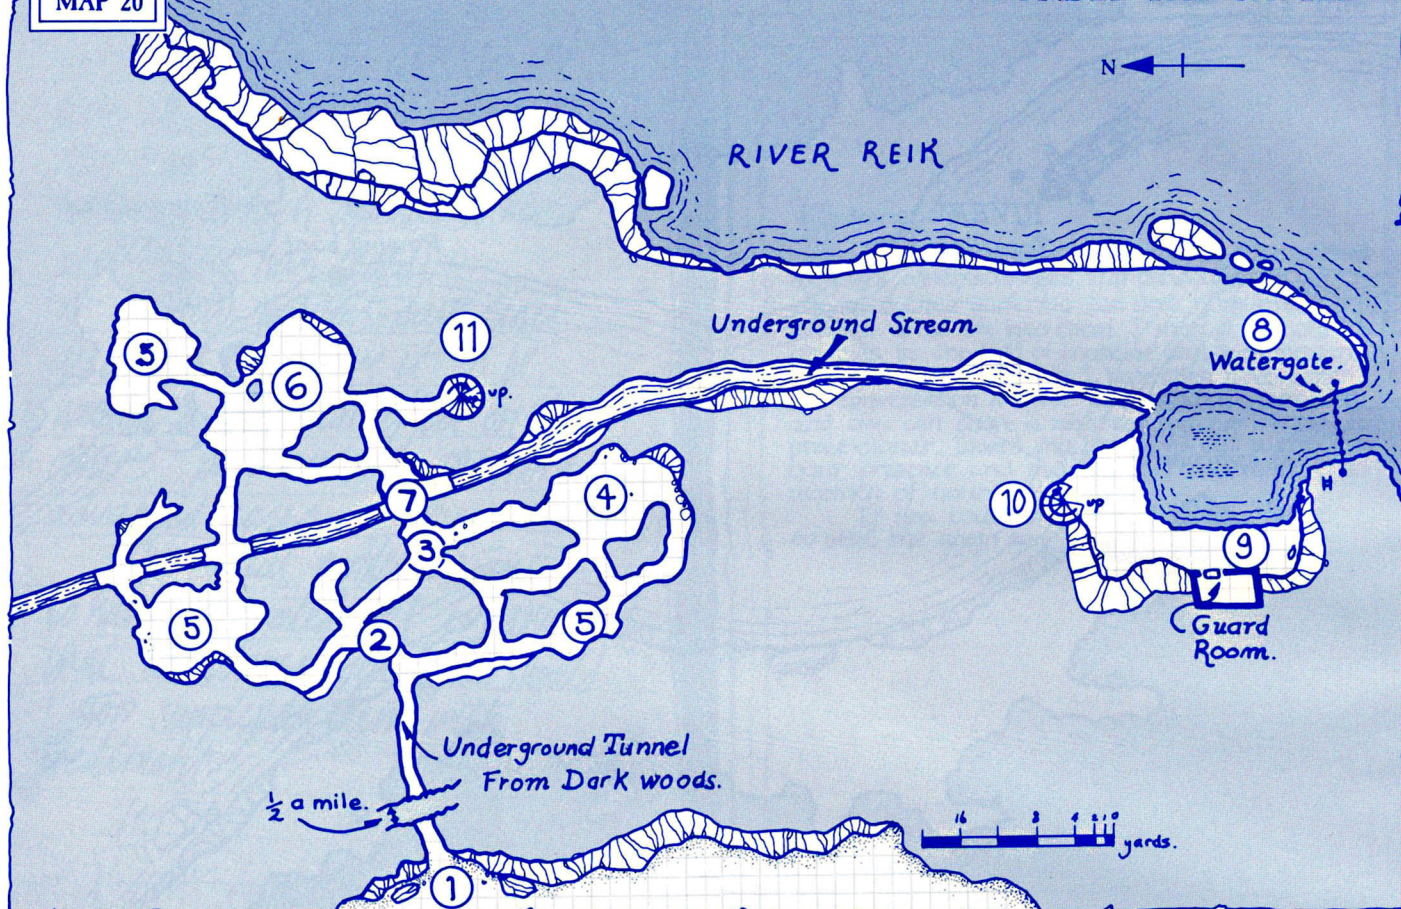 MAP 20
N
RIVER REIK
Underground Stream
8
Watergate.
11
up.
5
6
4
7
3
10
up
H
9
5
2
5
Guard
Room.
Underground Tunnel
From Dark woods.
½ a mile.
16 8 4 2 1 0
yards.
1